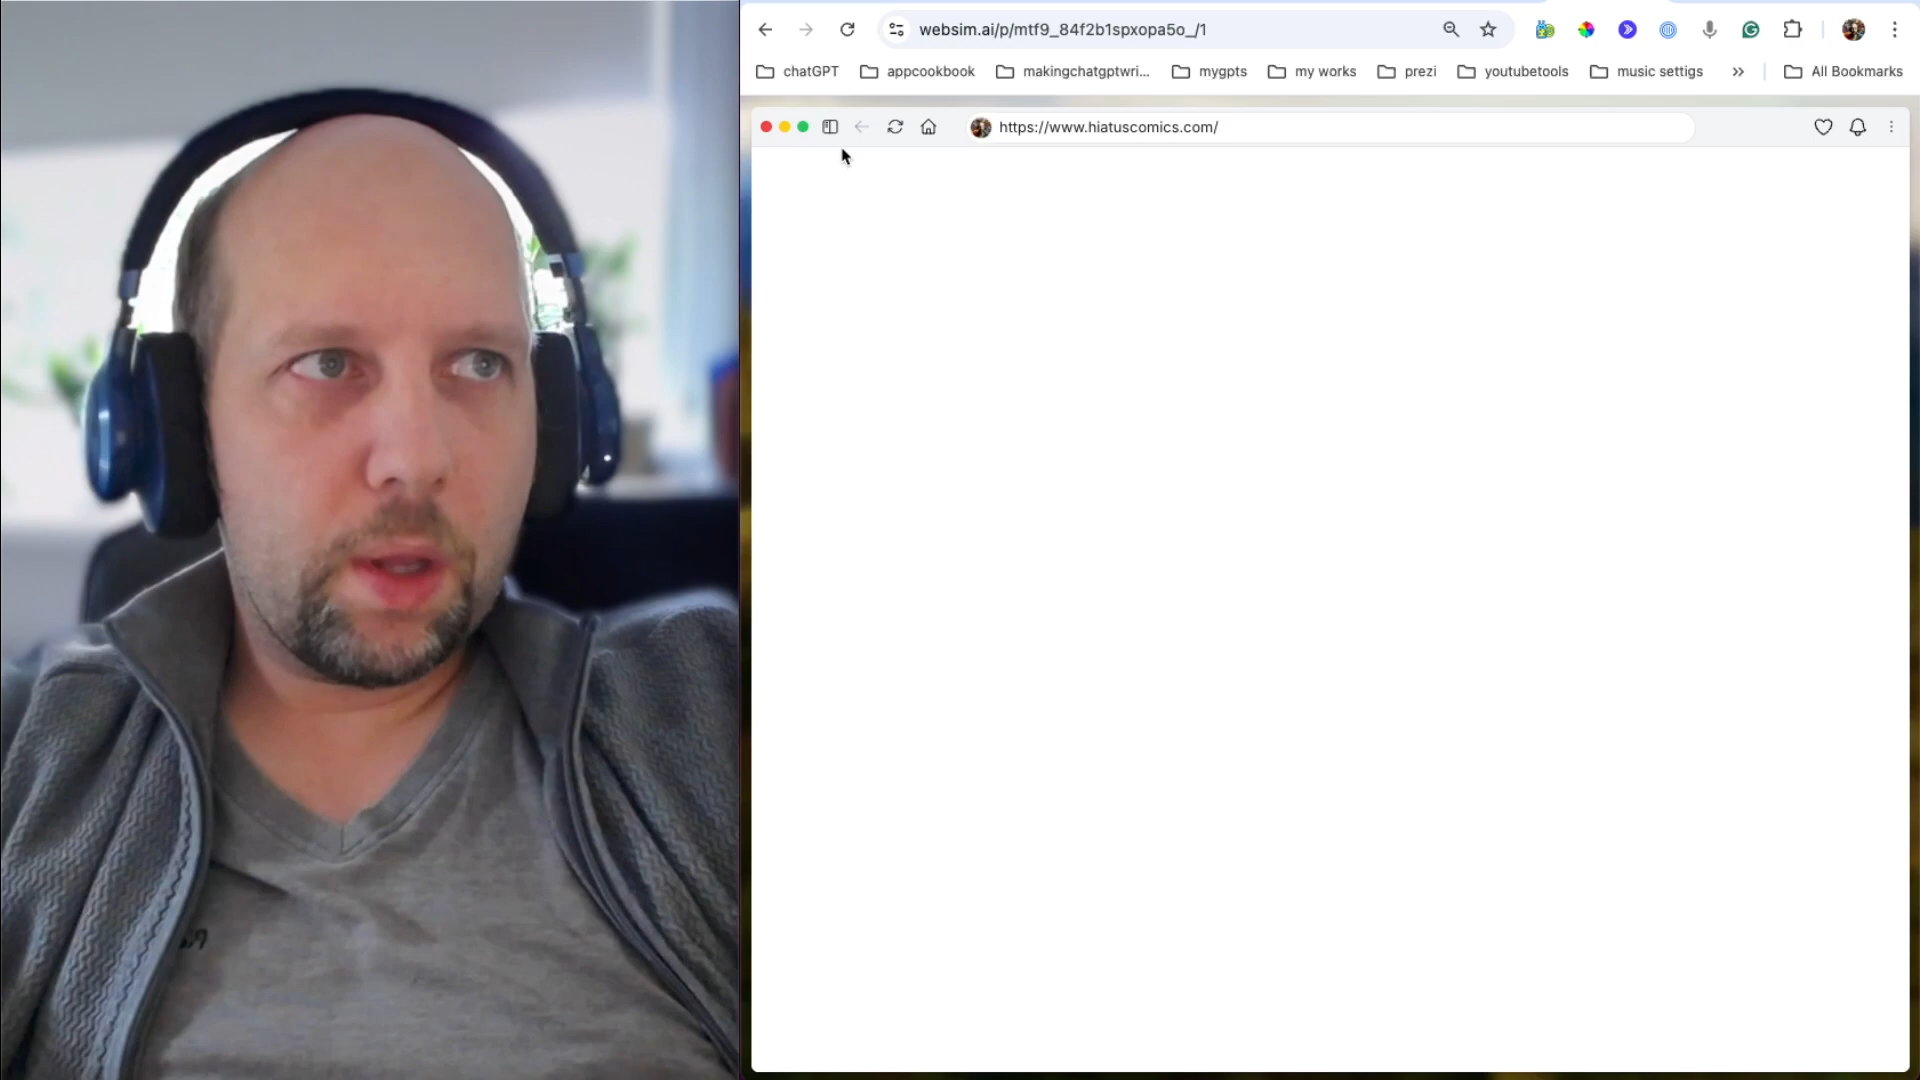 websim.ai/p/mtf9_84f2b1spxopa5o_/1
chatGPT appcookbook makingchatgptwri... mygpts my works prezi youtubetools music settigs » All Bookmarks
https://www.hiatuscomics.com/